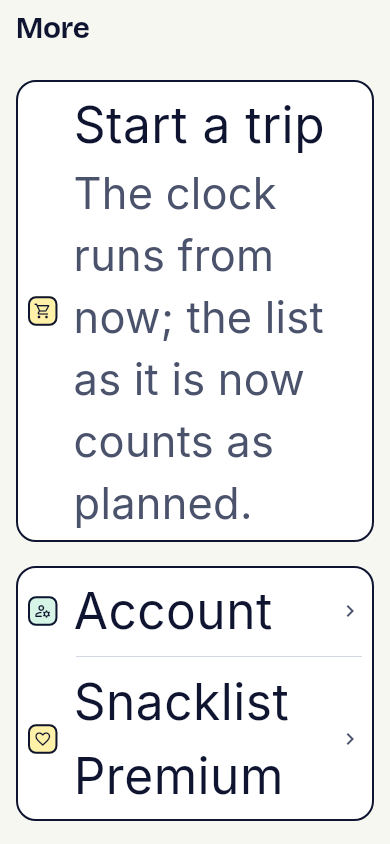 More
Start a trip
The clock
runs from
now; the list
as it is now
counts as
planned.
Account
Snacklist
Premium